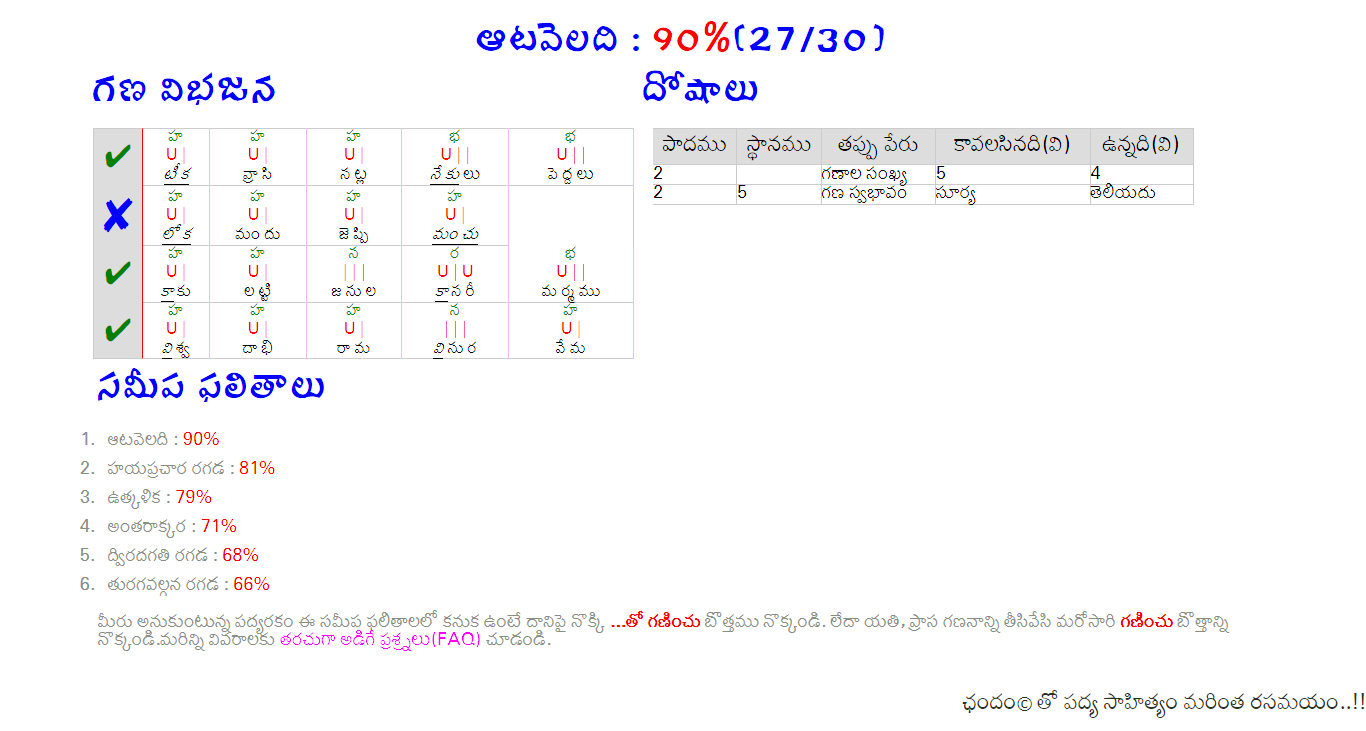 ఆటవెలది : 90%(27/30)
గణ విభజన
దోషాలు
హ హ హ భ భ
U| U| U| U|| U||
టీక వ్రాసి నట్ల నేకులు పెద్దలు
హ హ హ హ
U| U| U| U|
లోక మందు జెప్పి మంచు
హ హ న ర భ
U| U| ||| U|U U||
కాకు లట్టి జనుల కానరీ మర్మము
హ హ హ న హ
U| U| U| ||| U|
విశ్వ దాభి రామ వినుర వేమ
పాదము స్థానము తప్పు పేరు కావలసినది(వి) ఉన్నది(వి)
2 గణాల సంఖ్య 5 4
2 5 గణ స్వభావం సూర్య తెలియదు
సమీప ఫలితాలు
1. ఆటవెలది : 90%
2. హయప్రచార రగడ : 81%
3. ఉత్కళిక : 79%
4. అంతరాక్కర : 71%
5. ద్విరదగతి రగడ : 68%
6. తురగవల్గన రగడ : 66%
మీరు అనుకుంటున్న పద్యరకం ఈ సమీప ఫలితాలలో కనుక ఉంటే దానిపై నొక్కి ...తో గణించు బొత్తము నొక్కండి. లేదా యతి, ప్రాస గణనాన్ని తీసివేసి మరోసారి గణించు బొత్తాన్ని
నొక్కండి.మరిన్ని వివరాలకు తరచుగా అడిగే ప్రశ్నలు(FAQ) చూడండి.
ఛందం© తో పద్య సాహిత్యం మరింత రసమయం..!!